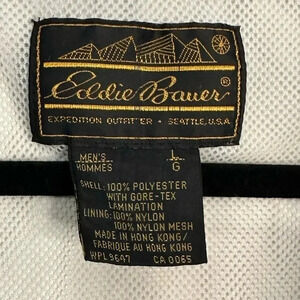 Eddie Bauer®
EXPEDITION OUTFITTER • SEATTLE, U.S.A.
MEN'S L
HOMMES G
SHELL: 100% POLYESTER
WITH GORE-TEX
LAMINATION
LINING: 100% NYLON
100% NYLON MESH
MADE IN HONG KONG/
FABRIQUE AU HONG KONG
WPL 9647 CA 0065